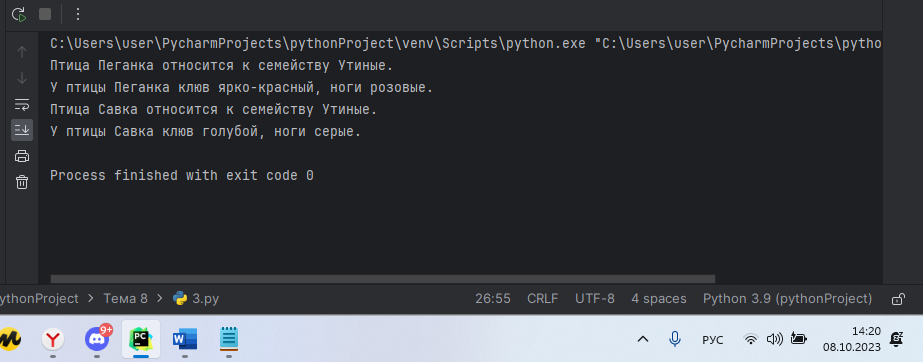 C:\Users\user\PycharmProjects\pythonProject\venv\Scripts\python.exe "C:\Users\user\PycharmProjects\pytho
Птица Пеганка относится к семейству Утиные.
У птицы Пеганка клюв ярко-красный, ноги розовые.
Птица Савка относится к семейству Утиные.
У птицы Савка клюв голубой, ноги серые.
Process finished with exit code 0
ythonProject > Тема 8 > 3.py 26:55 CRLF UTF-8 4 spaces Python 3.9 (pythonProject)
9+
PC
W
РУС
14:20
08.10.2023